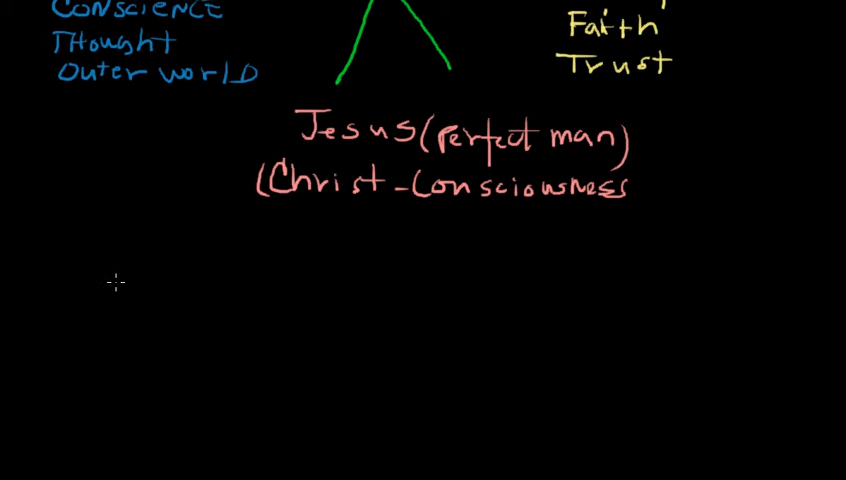 CONSCIENCE
THought
Outer worlD
Faith
Trust
Jesus (perfect man)
(Christ-Consciousness